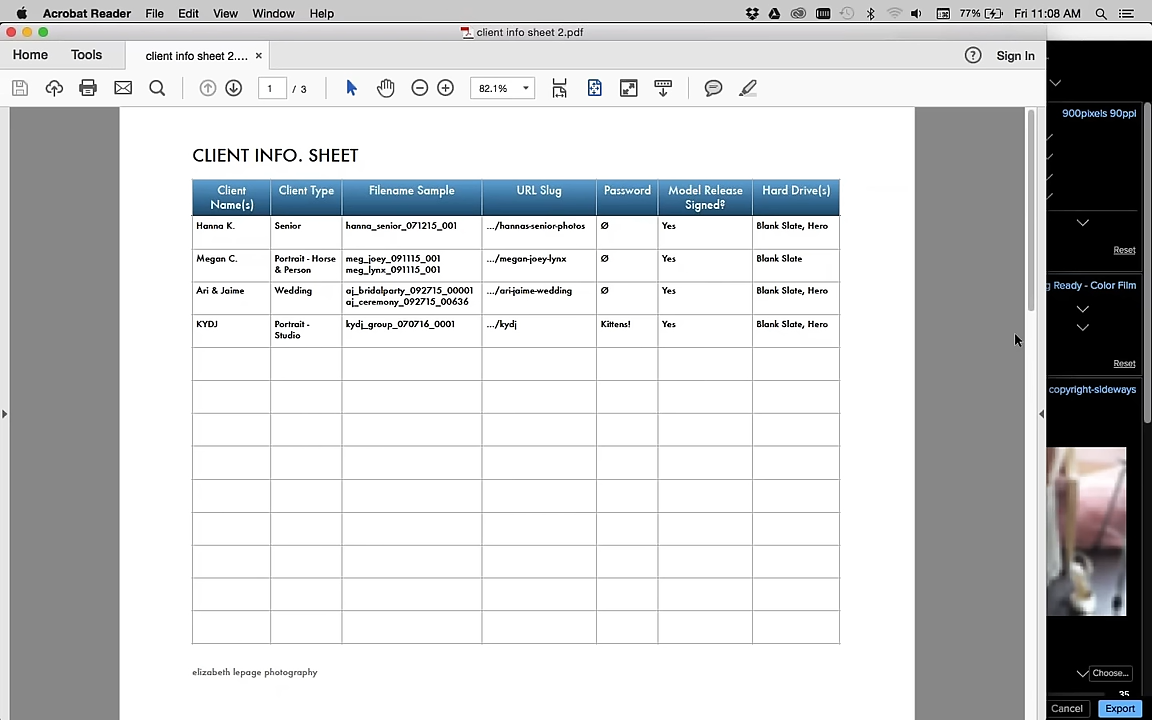 Acrobat Reader File Edit View Window Help 77% Fri 11:08 AM
client info sheet 2.pdf
Home Tools client info sheet 2.... × ? Sign In
1 / 3 82.1%
900pixels 90ppi
CLIENT INFO. SHEET
Client Name(s) Client Type Filename Sample URL Slug Password Model Release Signed? Hard Drive(s)
Hanna K. Senior hanna_senior_071215_001 .../hannas-senior-photos Ø Yes Blank Slate, Hero
Megan C. Portrait - Horse & Person meg_joey_091115_001 meg_lynx_091115_001 .../megan-joey-lynx Ø Yes Blank Slate
Ari & Jaime Wedding aj_bridalparty_092715_00001 aj_ceremony_092715_00636 .../ari-jaime-wedding Ø Yes Blank Slate, Hero
KYDJ Portrait - Studio kydj_group_070716_0001 .../kydj Kittens! Yes Blank Slate, Hero
elizabeth lepage photography
Reset
g Ready - Color Film
Reset
copyright-sideways
Choose...
35
Cancel Export